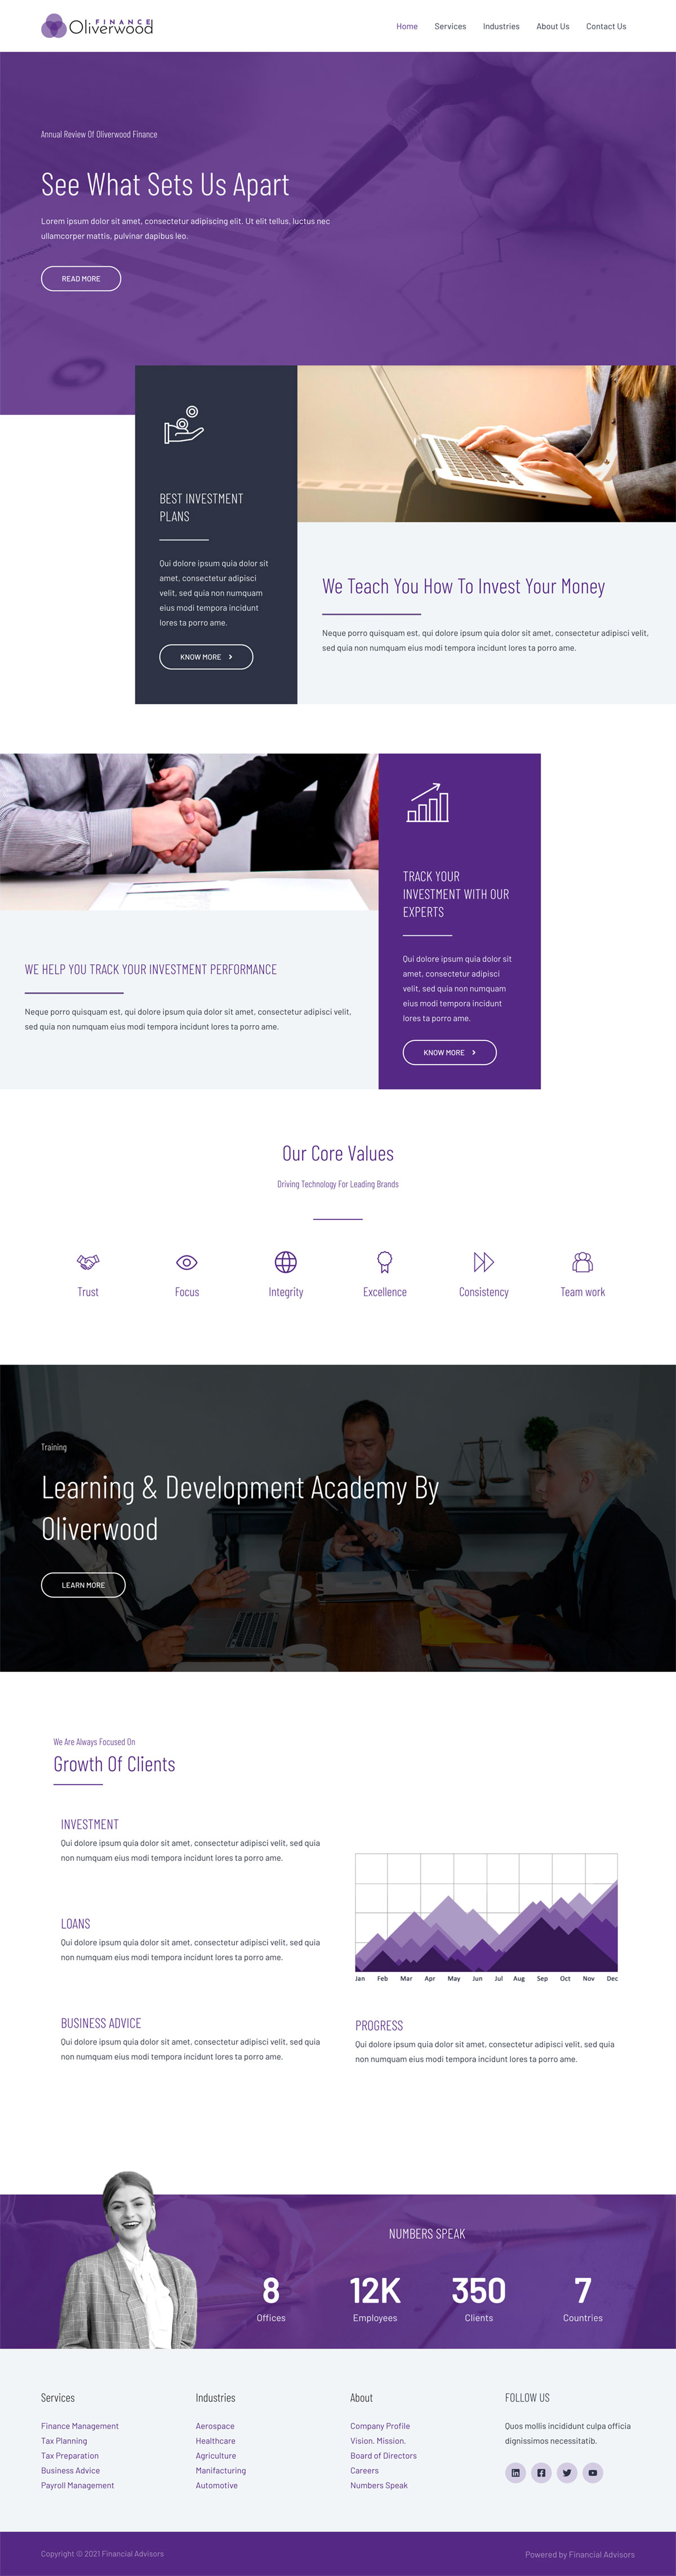 FINANCE
Oliverwood
Home
Services
Industries
About Us
Contact Us
Annual Review Of Oliverwood Finance
See What Sets Us Apart
Lorem ipsum dolor sit amet, consectetur adipiscing elit. Ut elit tellus, luctus nec
ullamcorper mattis, pulvinar dapibus leo.
READ MORE
BEST INVESTMENT
PLANS
Qui dolore ipsum quia dolor sit
amet, consectetur adipisci
velit, sed quia non numquam
eius modi tempora incidunt
lores ta porro ame.
KNOW MORE
We Teach You How To Invest Your Money
Neque porro quisquam est, qui dolore ipsum quia dolor sit amet, consectetur adipisci velit,
sed quia non numquam eius modi tempora incidunt lores ta porro ame.
WE HELP YOU TRACK YOUR INVESTMENT PERFORMANCE
Neque porro quisquam est, qui dolore ipsum quia dolor sit amet, consectetur adipisci velit,
sed quia non numquam eius modi tempora incidunt lores ta porro ame.
TRACK YOUR
INVESTMENT WITH OUR
EXPERTS
Qui dolore ipsum quia dolor sit
amet, consectetur adipisci
velit, sed quia non numquam
eius modi tempora incidunt
lores ta porro ame.
KNOW MORE
Our Core Values
Driving Technology For Leading Brands
Trust
Focus
Integrity
Excellence
Consistency
Team work
Training
Learning & Development Academy By
Oliverwood
LEARN MORE
We Are Always Focused On
Growth Of Clients
INVESTMENT
Qui dolore ipsum quia dolor sit amet, consectetur adipisci velit, sed quia
non numquam eius modi tempora incidunt lores ta porro ame.
LOANS
Qui dolore ipsum quia dolor sit amet, consectetur adipisci velit, sed quia
non numquam eius modi tempora incidunt lores ta porro ame.
BUSINESS ADVICE
Qui dolore ipsum quia dolor sit amet, consectetur adipisci velit, sed quia
non numquam eius modi tempora incidunt lores ta porro ame.
Jan Feb Mar Apr May Jun Jul Aug Sep Oct Nov Dec
PROGRESS
Qui dolore ipsum quia dolor sit amet, consectetur adipisci velit, sed quia
non numquam eius modi tempora incidunt lores ta porro ame.
NUMBERS SPEAK
8
Offices
12K
Employees
350
Clients
7
Countries
Services
Finance Management
Tax Planning
Tax Preparation
Business Advice
Payroll Management
Industries
Aerospace
Healthcare
Agriculture
Manifacturing
Automotive
About
Company Profile
Vision. Mission.
Board of Directors
Careers
Numbers Speak
FOLLOW US
Quos mollis incididunt culpa officia
dignissimos necessitatib.
Copyright © 2021 Financial Advisors
Powered by Financial Advisors